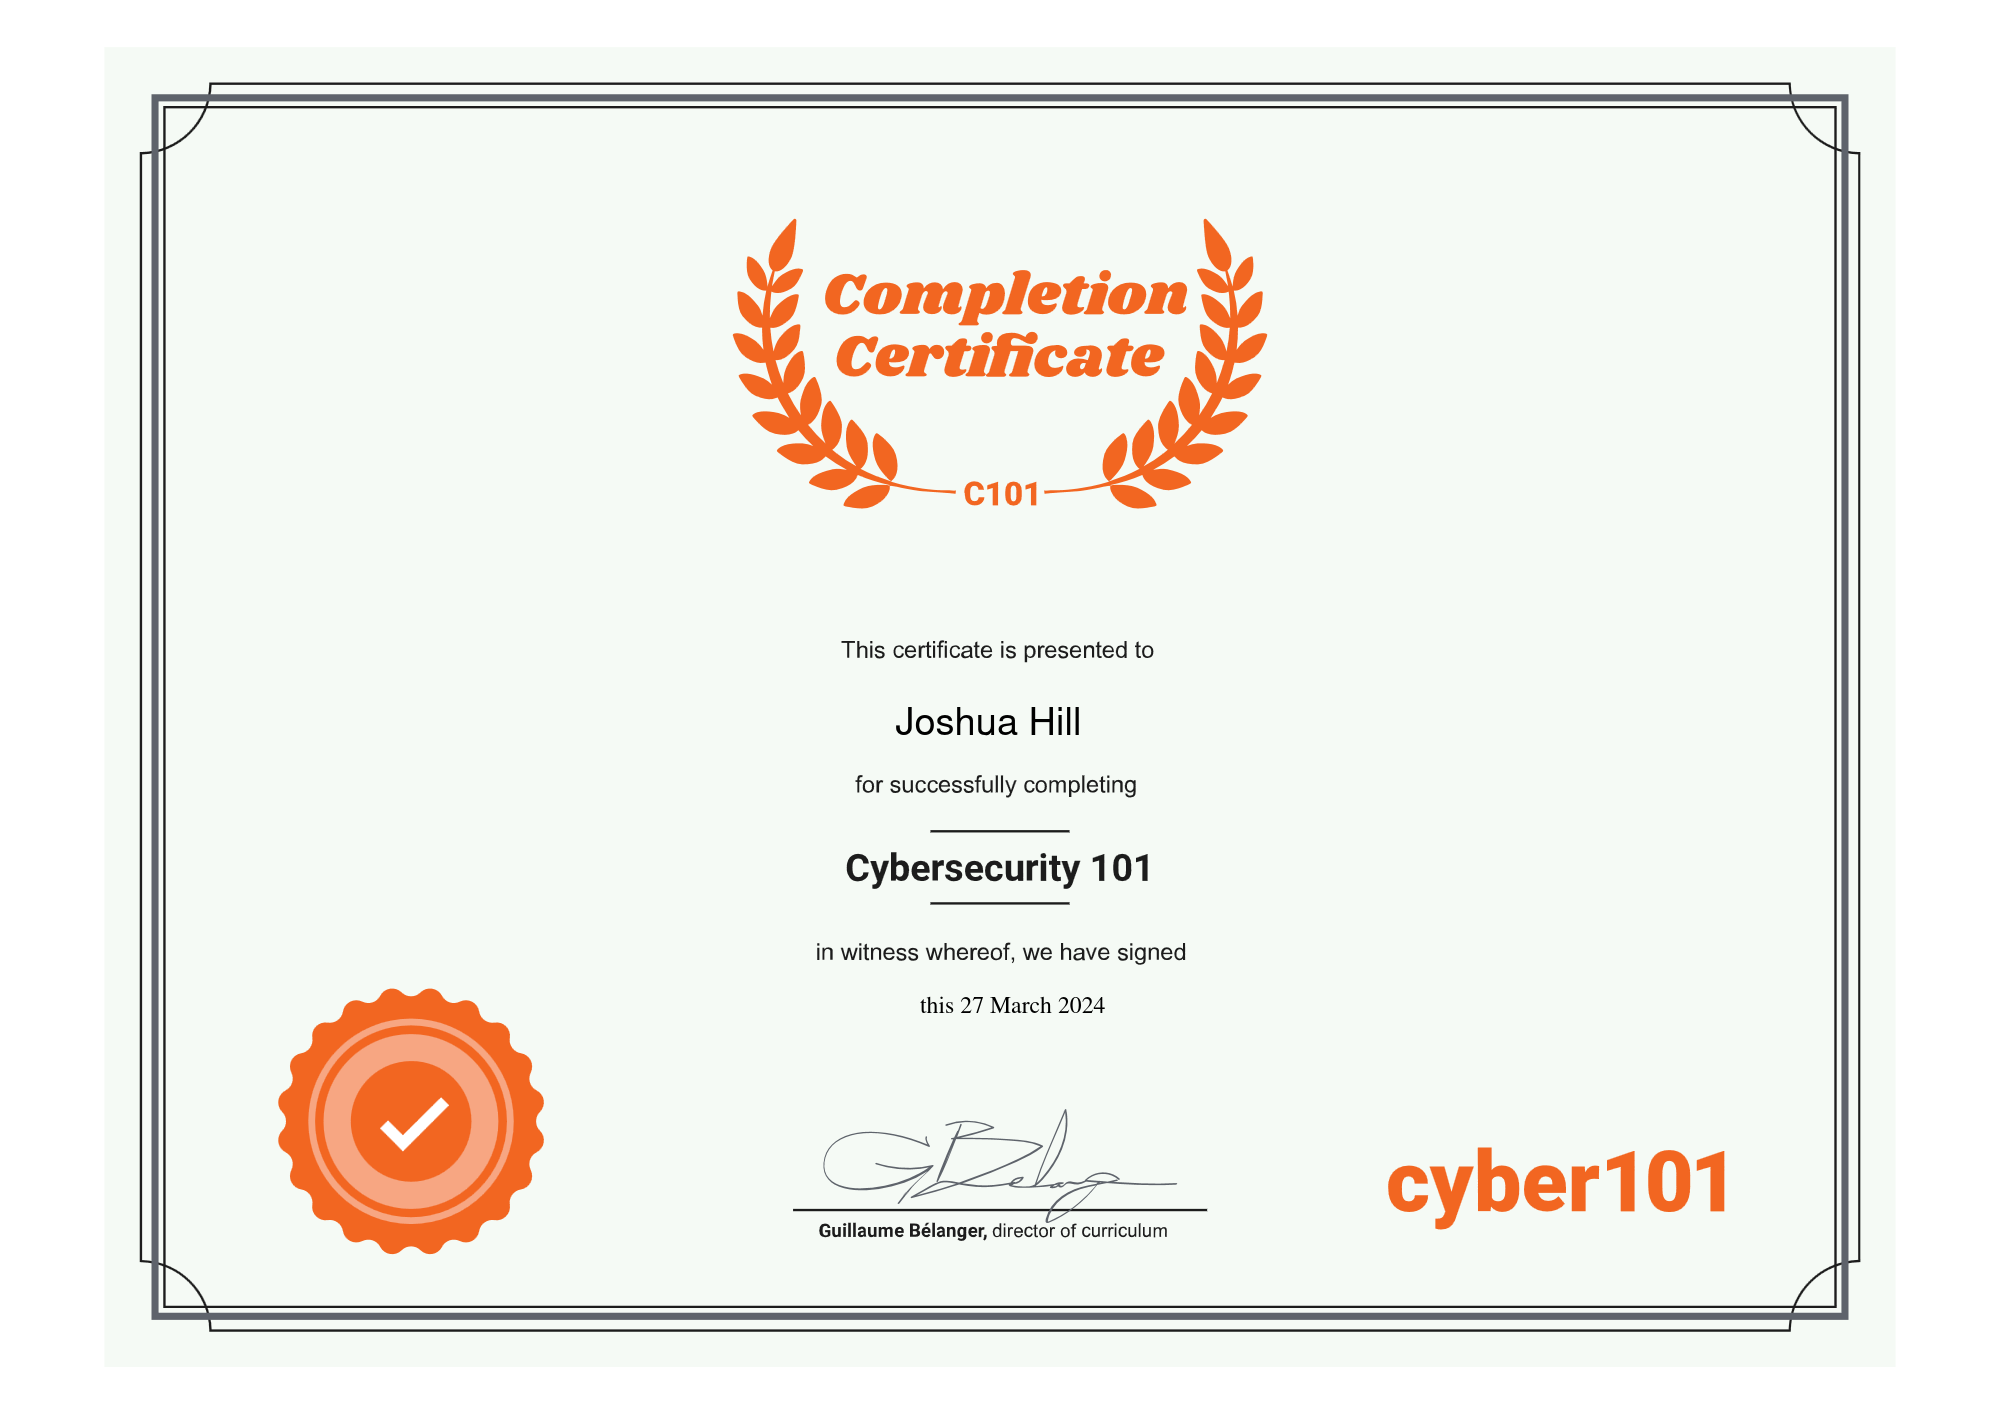 Completion
Certificate
C101
This certificate is presented to
Joshua Hill
for successfully completing
Cybersecurity 101
in witness whereof, we have signed
this 27 March 2024
G Bélanger
Guillaume Bélanger, director of curriculum
cyber101